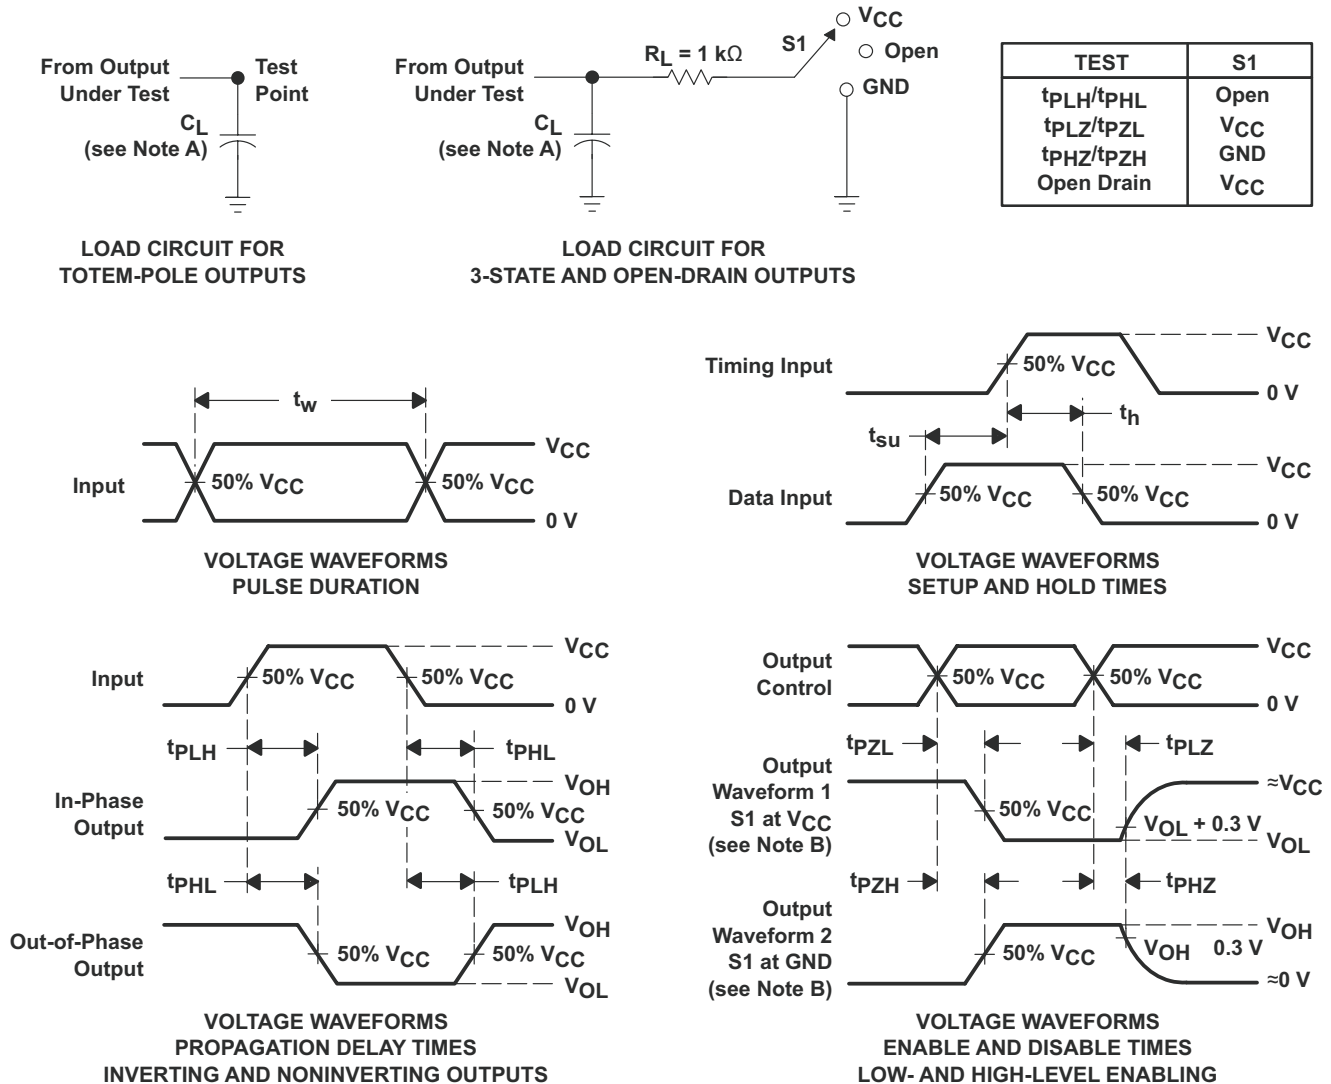 From Output
Under Test
Test
Point
CL
(see Note A)
LOAD CIRCUIT FOR
TOTEM-POLE OUTPUTS
From Output
Under Test
RL = 1 kΩ
S1
VCC
Open
GND
CL
(see Note A)
LOAD CIRCUIT FOR
3-STATE AND OPEN-DRAIN OUTPUTS
TEST S1
tPLH/tPHL Open
tPLZ/tPZL VCC
tPHZ/tPZH GND
Open Drain VCC
tw
Input
50% VCC
50% VCC
VCC
0 V
VOLTAGE WAVEFORMS
PULSE DURATION
Timing Input
50% VCC
VCC
0 V
tsu
th
Data Input
50% VCC
50% VCC
VCC
0 V
VOLTAGE WAVEFORMS
SETUP AND HOLD TIMES
Input
50% VCC
50% VCC
VCC
0 V
tPLH
tPHL
In-Phase
Output
50% VCC
50% VCC
VOH
VOL
tPHL
tPLH
Out-of-Phase
Output
50% VCC
50% VCC
VOH
VOL
VOLTAGE WAVEFORMS
PROPAGATION DELAY TIMES
INVERTING AND NONINVERTING OUTPUTS
Output
Control
50% VCC
50% VCC
VCC
0 V
tPZL
tPLZ
Output
Waveform 1
S1 at VCC
(see Note B)
50% VCC
VOL + 0.3 V
≈VCC
VOL
tPZH
tPHZ
Output
Waveform 2
S1 at GND
(see Note B)
50% VCC
VOH 0.3 V
VOH
≈0 V
VOLTAGE WAVEFORMS
ENABLE AND DISABLE TIMES
LOW- AND HIGH-LEVEL ENABLING